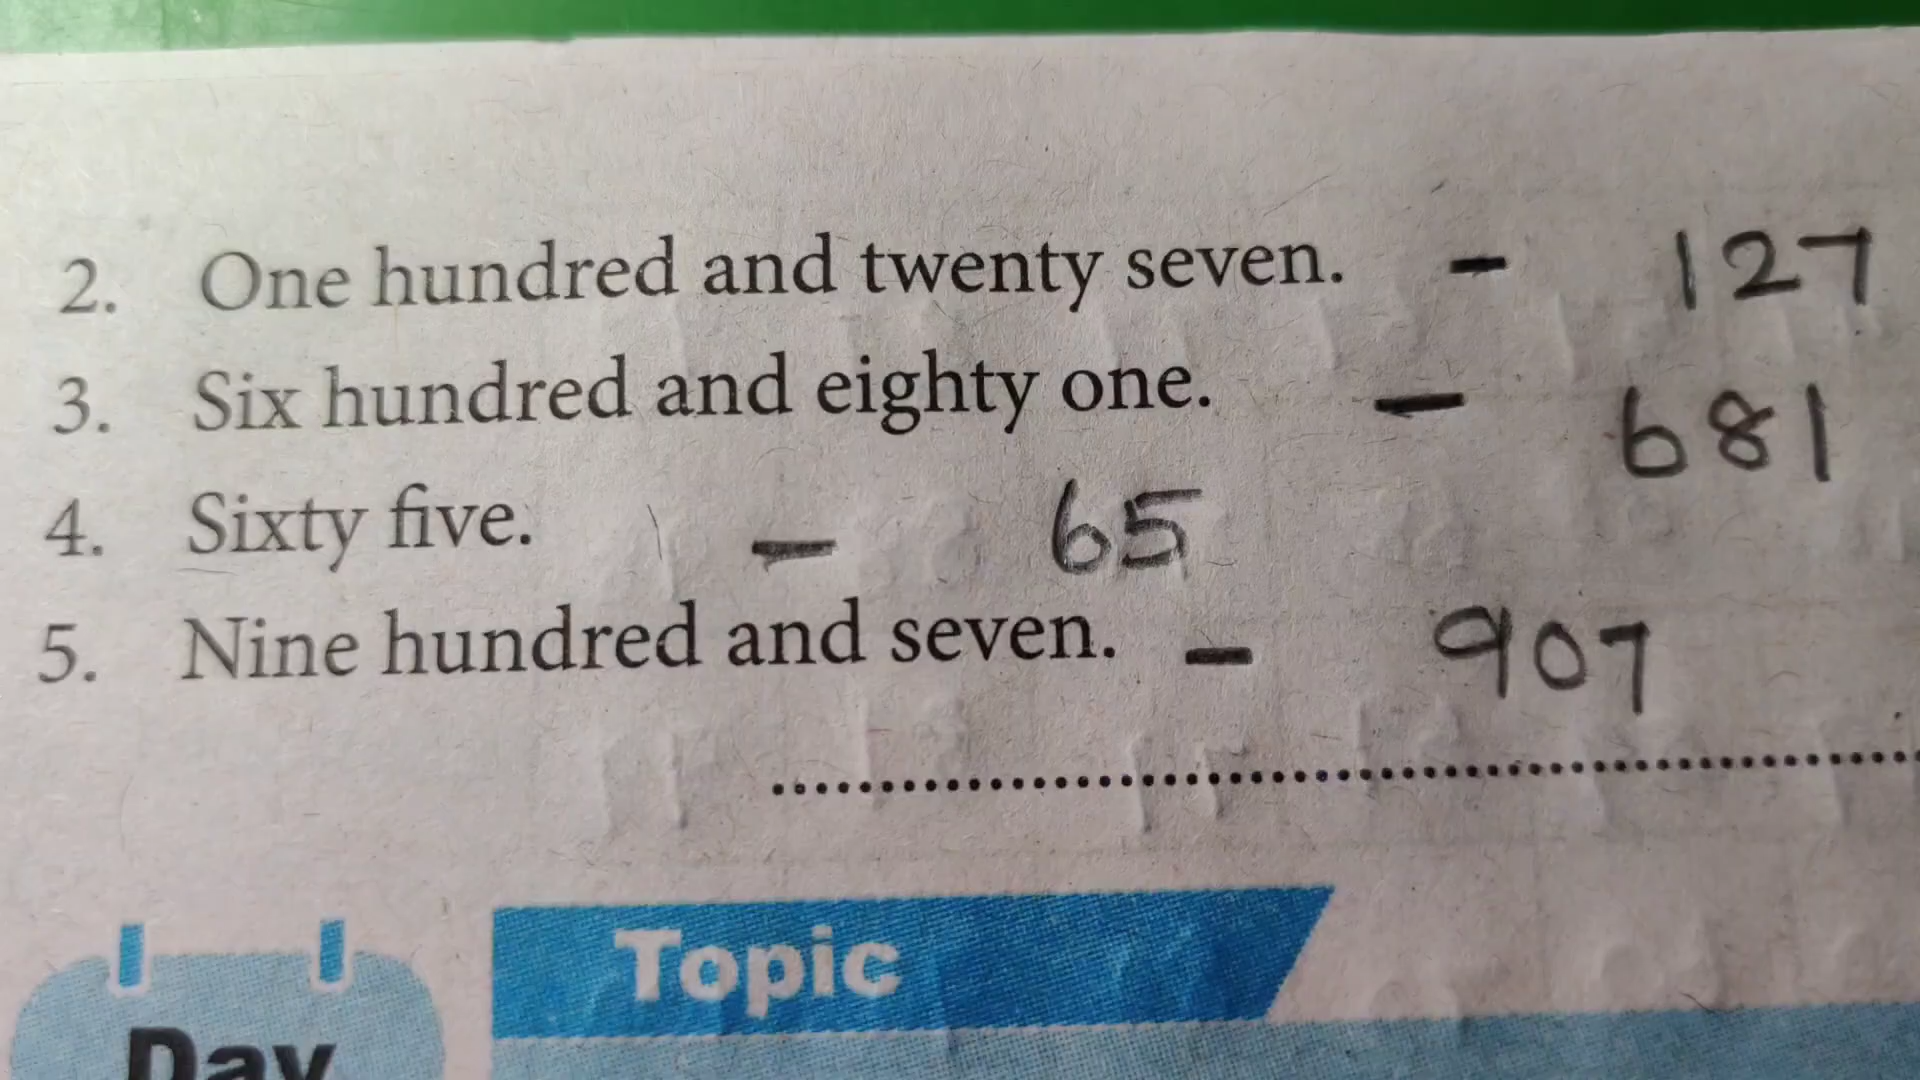 2. One hundred and twenty seven. - 127
3. Six hundred and eighty one. - 681
4. Sixty five. - 65
5. Nine hundred and seven. - 907
Topic
Day